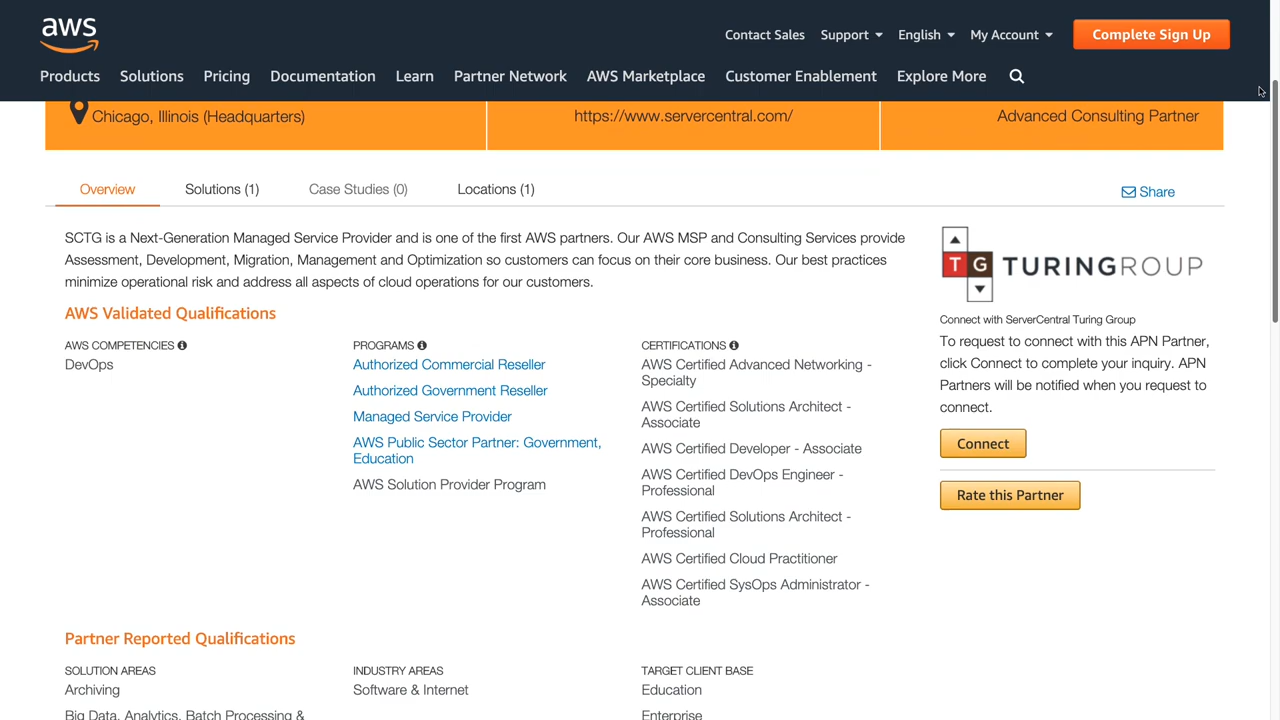 aws
Contact Sales Support English My Account Complete Sign Up
Products Solutions Pricing Documentation Learn Partner Network AWS Marketplace Customer Enablement Explore More
Chicago, Illinois (Headquarters) https://www.servercentral.com/ Advanced Consulting Partner
Overview Solutions (1) Case Studies (0) Locations (1) Share
SCTG is a Next-Generation Managed Service Provider and is one of the first AWS partners. Our AWS MSP and Consulting Services provide
Assessment, Development, Migration, Management and Optimization so customers can focus on their core business. Our best practices
minimize operational risk and address all aspects of cloud operations for our customers.
AWS Validated Qualifications
AWS COMPETENCIES
DevOps
PROGRAMS
Authorized Commercial Reseller
Authorized Government Reseller
Managed Service Provider
AWS Public Sector Partner: Government,
Education
AWS Solution Provider Program
CERTIFICATIONS
AWS Certified Advanced Networking -
Specialty
AWS Certified Solutions Architect -
Associate
AWS Certified Developer - Associate
AWS Certified DevOps Engineer -
Professional
AWS Certified Solutions Architect -
Professional
AWS Certified Cloud Practitioner
AWS Certified SysOps Administrator -
Associate
TG TURINGROUP
Connect with ServerCentral Turing Group
To request to connect with this APN Partner,
click Connect to complete your inquiry. APN
Partners will be notified when you request to
connect.
Connect
Rate this Partner
Partner Reported Qualifications
SOLUTION AREAS
Archiving
Big Data, Analytics, Batch Processing &
INDUSTRY AREAS
Software & Internet
TARGET CLIENT BASE
Education
Enterprise